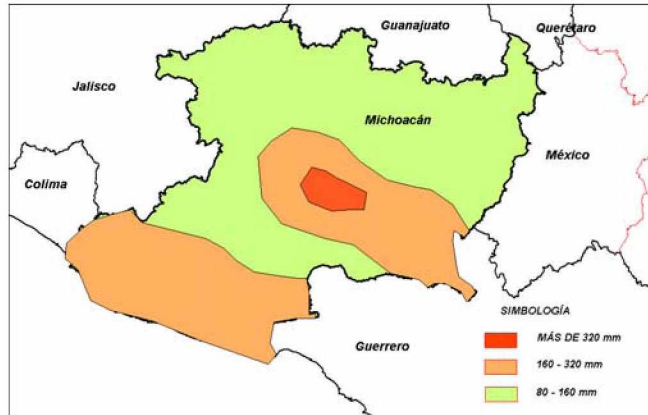 Guanajuato
Querétaro
Jalisco
Michoacán
México
Colima
Guerrero
SIMBOLOGÍA
MÁS DE 320 mm
160 - 320 mm
80 - 160 mm